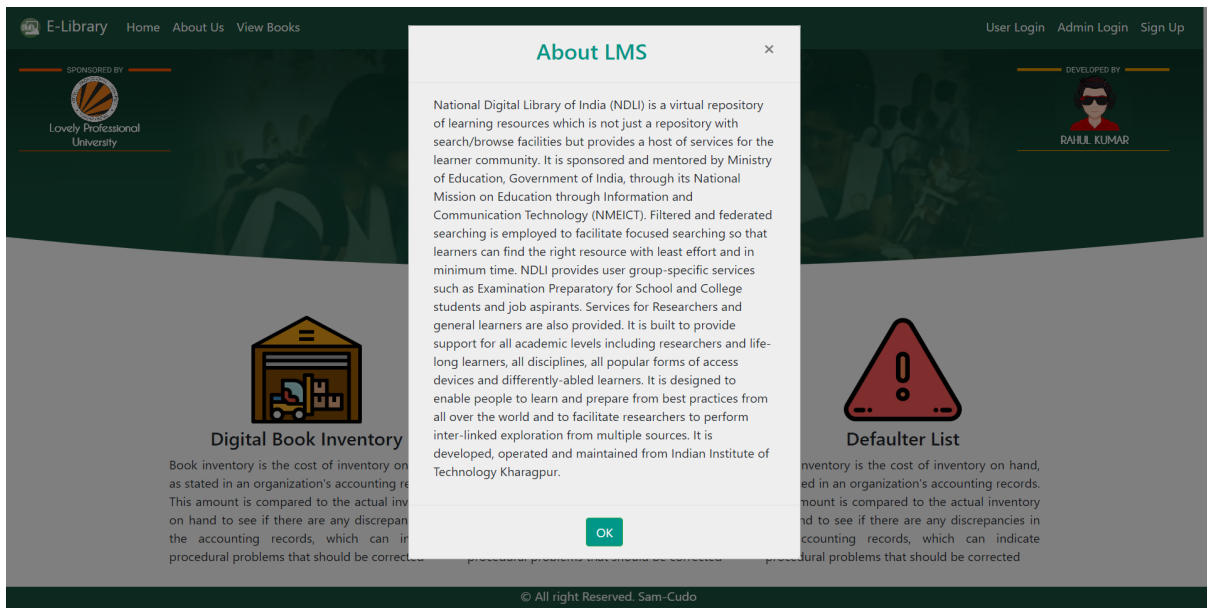 E-Library Home About Us View Books
User Login Admin Login Sign Up
SPONSORED BY
Lovely Professional
University
DEVELOPED BY
RAHUL KUMAR
About LMS ×
National Digital Library of India (NDLI) is a virtual repository
of learning resources which is not just a repository with
search/browse facilities but provides a host of services for the
learner community. It is sponsored and mentored by Ministry
of Education, Government of India, through its National
Mission on Education through Information and
Communication Technology (NMEICT). Filtered and federated
searching is employed to facilitate focused searching so that
learners can find the right resource with least effort and in
minimum time. NDLI provides user group-specific services
such as Examination Preparatory for School and College
students and job aspirants. Services for Researchers and
general learners are also provided. It is built to provide
support for all academic levels including researchers and life-
long learners, all disciplines, all popular forms of access
devices and differently-abled learners. It is designed to
enable people to learn and prepare from best practices from
all over the world and to facilitate researchers to perform
inter-linked exploration from multiple sources. It is
developed, operated and maintained from Indian Institute of
Technology Kharagpur.
OK
Digital Book Inventory
Book inventory is the cost of inventory on
as stated in an organization's accounting
This amount is compared to the actual
on hand to see if there are any
the accounting records, which can
procedural problems that should be corrected
procedural problems that should be corrected
Defaulter List
nventory is the cost of inventory on hand,
ed in an organization's accounting records.
mount is compared to the actual inventory
nd to see if there are any discrepancies in
ccounting records, which can indicate
procedural problems that should be corrected
© All right Reserved. Sam-Cudo